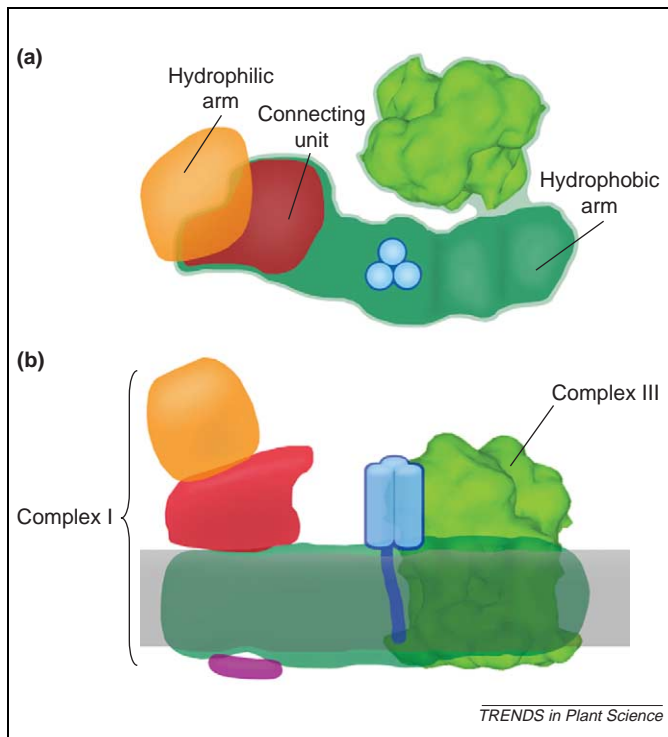 (a)
Hydrophilic
arm
Connecting
unit
Hydrophobic
arm
(b)
Complex III
Complex I
TRENDS in Plant Science